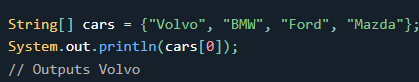 String[] cars = {"Volvo", "BMW", "Ford", "Mazda"};
System.out.println(cars[0]);
// Outputs Volvo